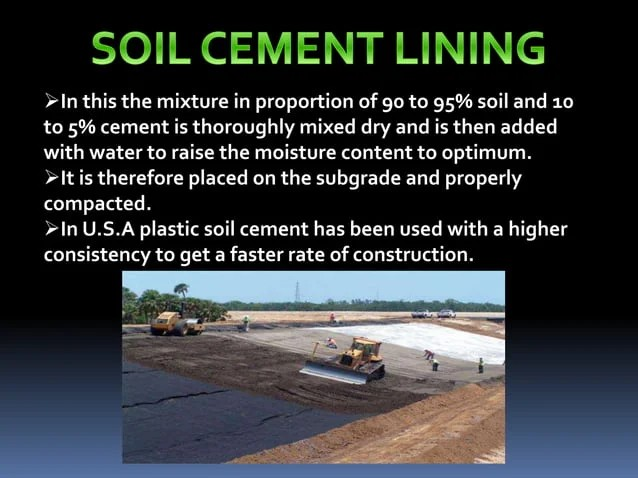 SOIL CEMENT LINING
➢In this the mixture in proportion of 90 to 95% soil and 10
to 5% cement is thoroughly mixed dry and is then added
with water to raise the moisture content to optimum.
➢It is therefore placed on the subgrade and properly
compacted.
➢In U.S.A plastic soil cement has been used with a higher
consistency to get a faster rate of construction.